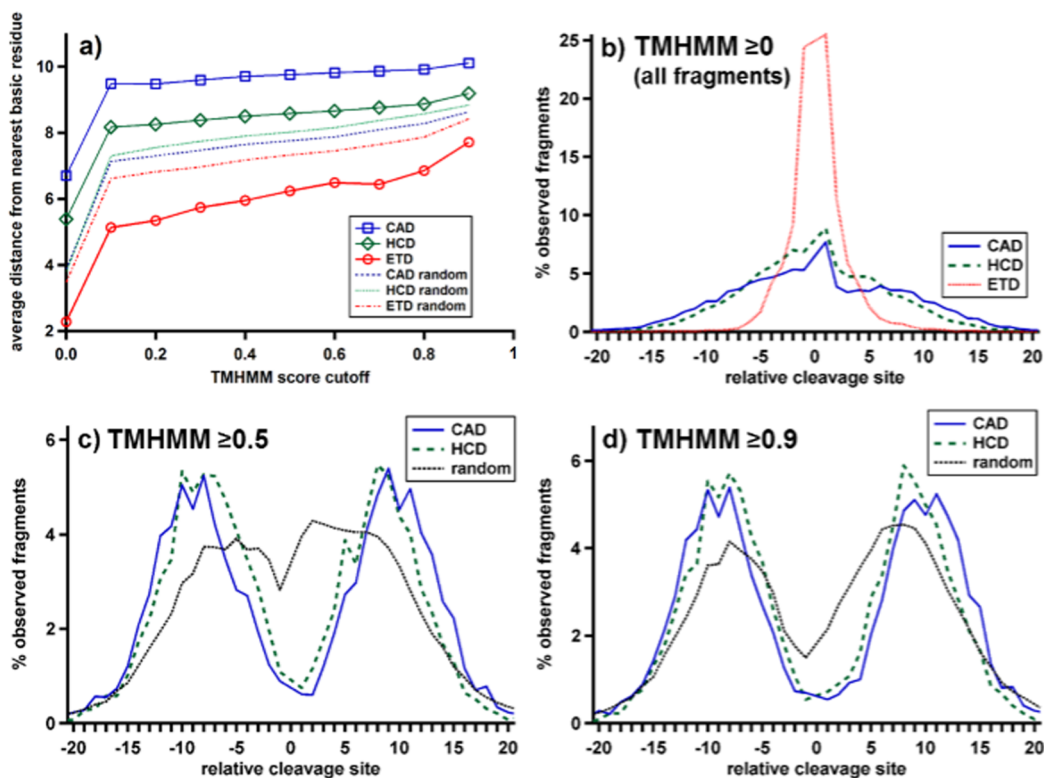 a)
average distance from nearest basic residue
10
8
6
4
2
0.0 0.2 0.4 0.6 0.8 1
TMHMM score cutoff
CAD
HCD
ETD
CAD random
HCD random
ETD random
b) TMHMM ≥0
(all fragments)
% observed fragments
25
20
15
10
5
0
-20 -15 -10 -5 0 5 10 15 20
relative cleavage site
CAD
HCD
ETD
c) TMHMM ≥0.5
% observed fragments
6
4
2
0
-20 -15 -10 -5 0 5 10 15 20
relative cleavage site
CAD
HCD
random
d) TMHMM ≥0.9
% observed fragments
6
4
2
0
-20 -15 -10 -5 0 5 10 15 20
relative cleavage site
CAD
HCD
random